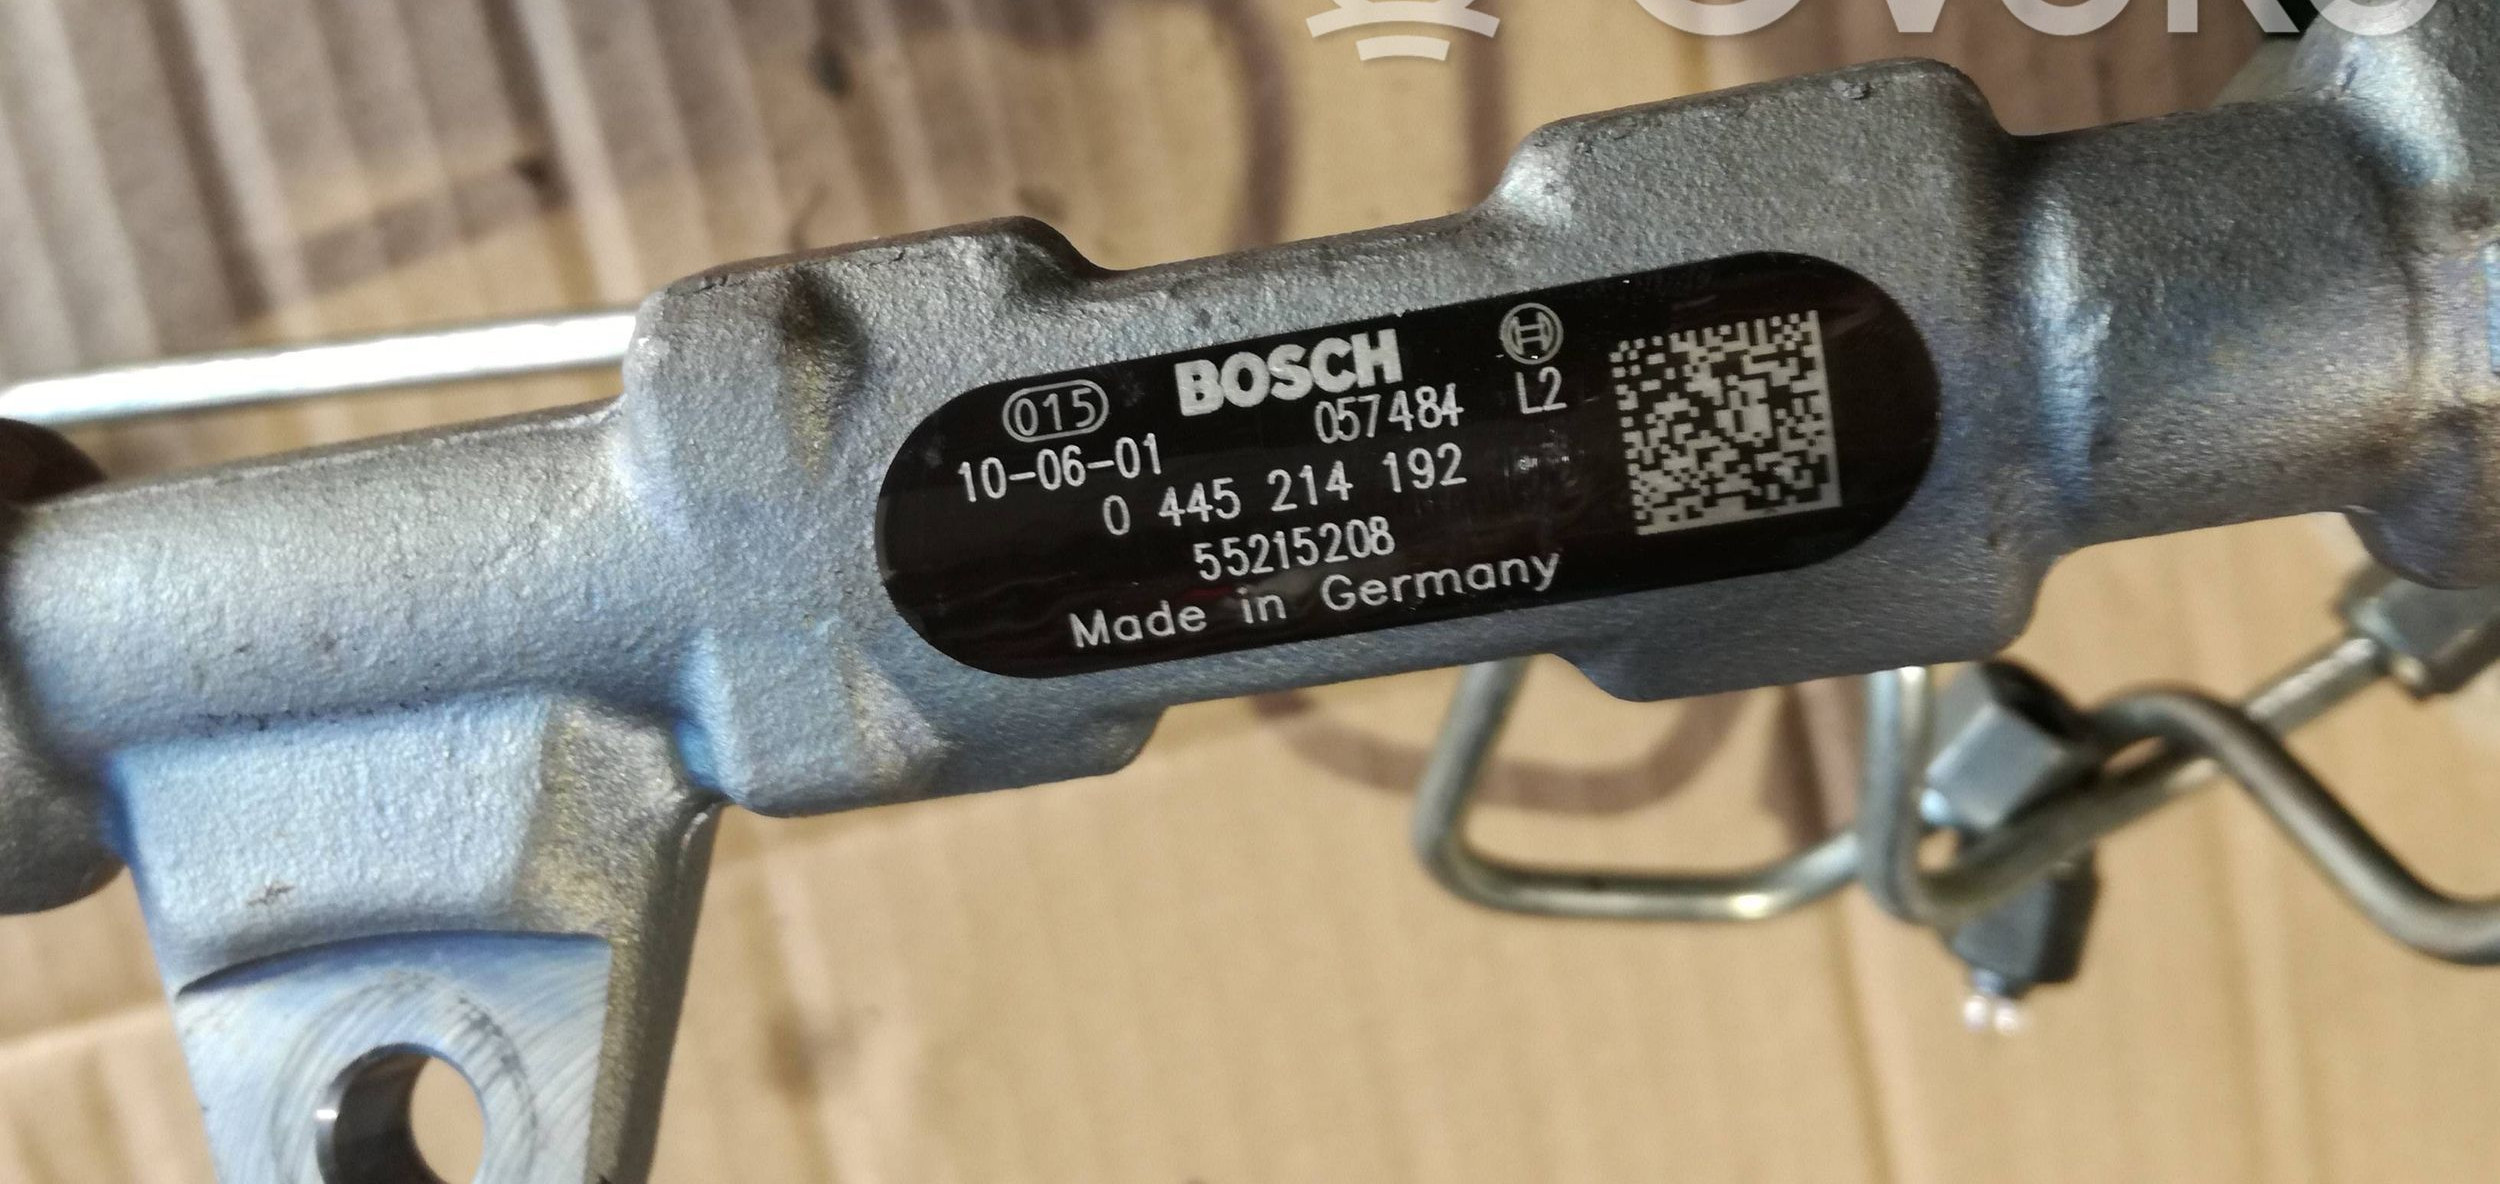 015 BOSCH
10-06-01 057484 L2
0 445 214 192
55215208
Made in Germany